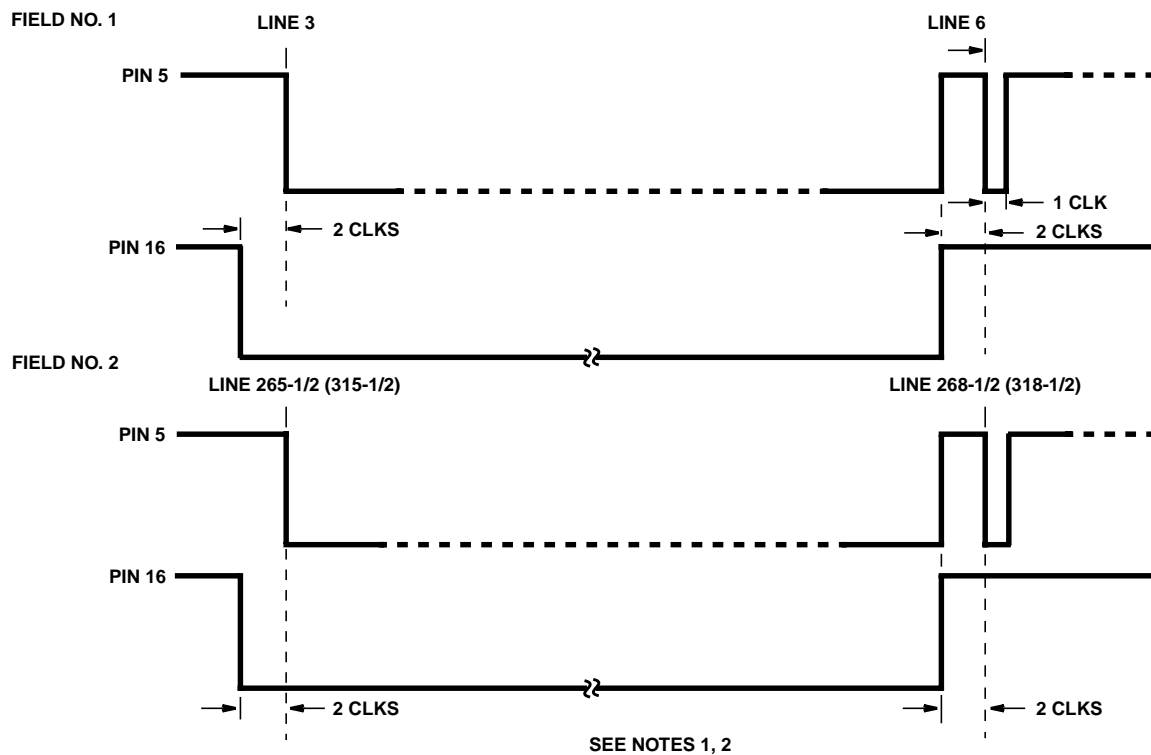 FIELD NO. 1
LINE 3
LINE 6
PIN 5
1 CLK
2 CLKS
2 CLKS
PIN 16
FIELD NO. 2
LINE 265-1/2 (315-1/2)
LINE 268-1/2 (318-1/2)
PIN 5
PIN 16
2 CLKS
2 CLKS
SEE NOTES 1, 2